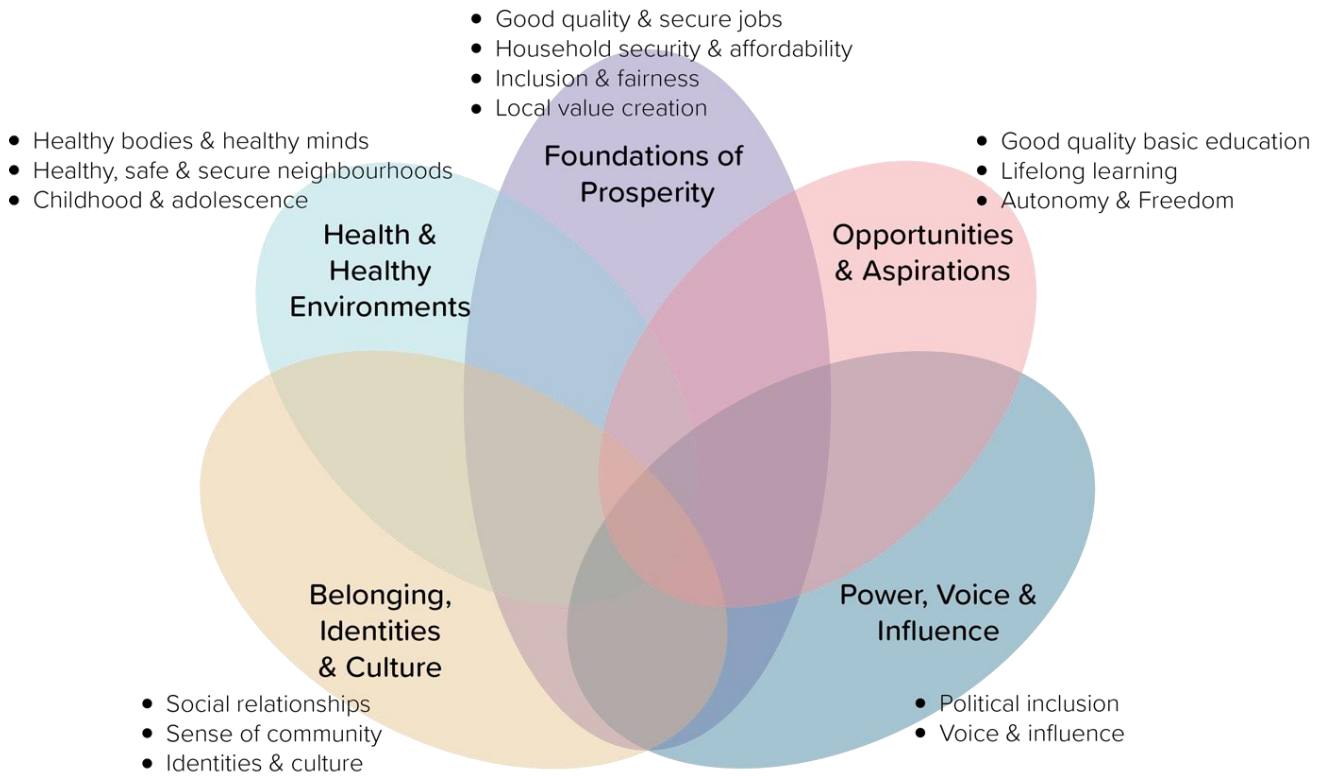 • Good quality & secure jobs
• Household security & affordability
• Inclusion & fairness
• Local value creation
Foundations of
Prosperity
• Healthy bodies & healthy minds
• Healthy, safe & secure neighbourhoods
• Childhood & adolescence
Health &
Healthy
Environments
• Good quality basic education
• Lifelong learning
• Autonomy & Freedom
Opportunities
& Aspirations
Belonging,
Identities
& Culture
• Social relationships
• Sense of community
• Identities & culture
Power, Voice &
Influence
• Political inclusion
• Voice & influence